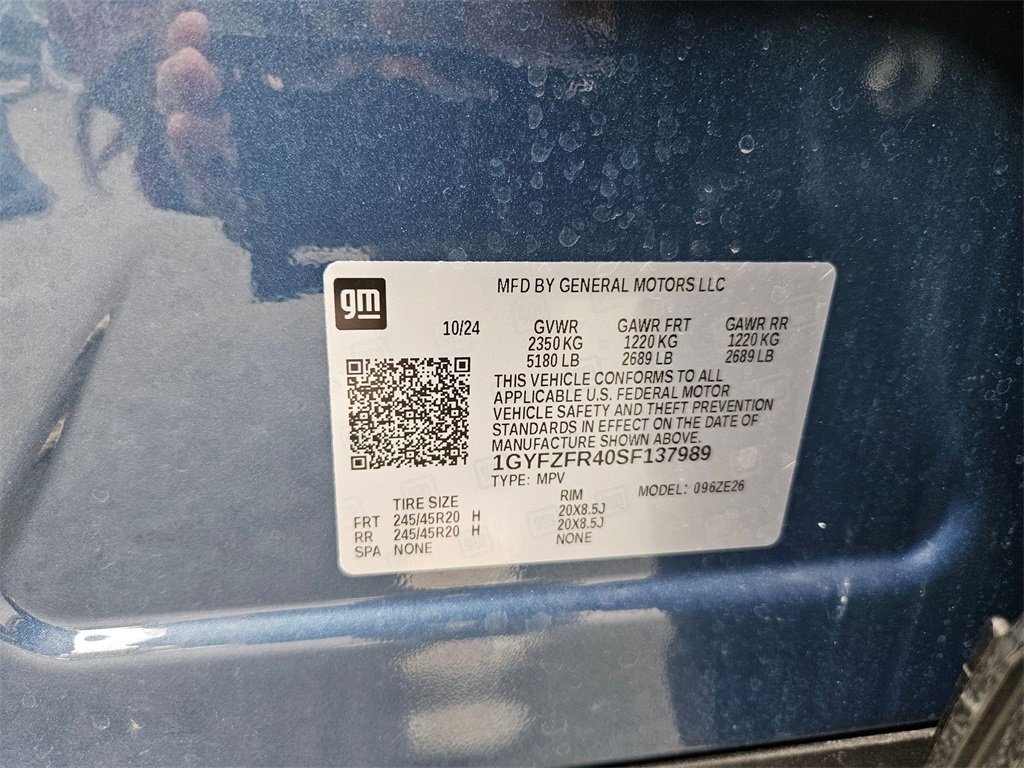 gm
MFD BY GENERAL MOTORS LLC
10/24 GVWR GAWR FRT GAWR RR
2350 KG 1220 KG 1220 KG
5180 LB 2689 LB 2689 LB
THIS VEHICLE CONFORMS TO ALL
APPLICABLE U.S. FEDERAL MOTOR
VEHICLE SAFETY AND THEFT PREVENTION
STANDARDS IN EFFECT ON THE DATE OF
MANUFACTURE SHOWN ABOVE.
1GYFZFR40SF137989
TYPE: MPV MODEL: 096ZE26
TIRE SIZE RIM
FRT 245/45R20 H 20X8.5J
RR 245/45R20 H 20X8.5J
SPA NONE NONE